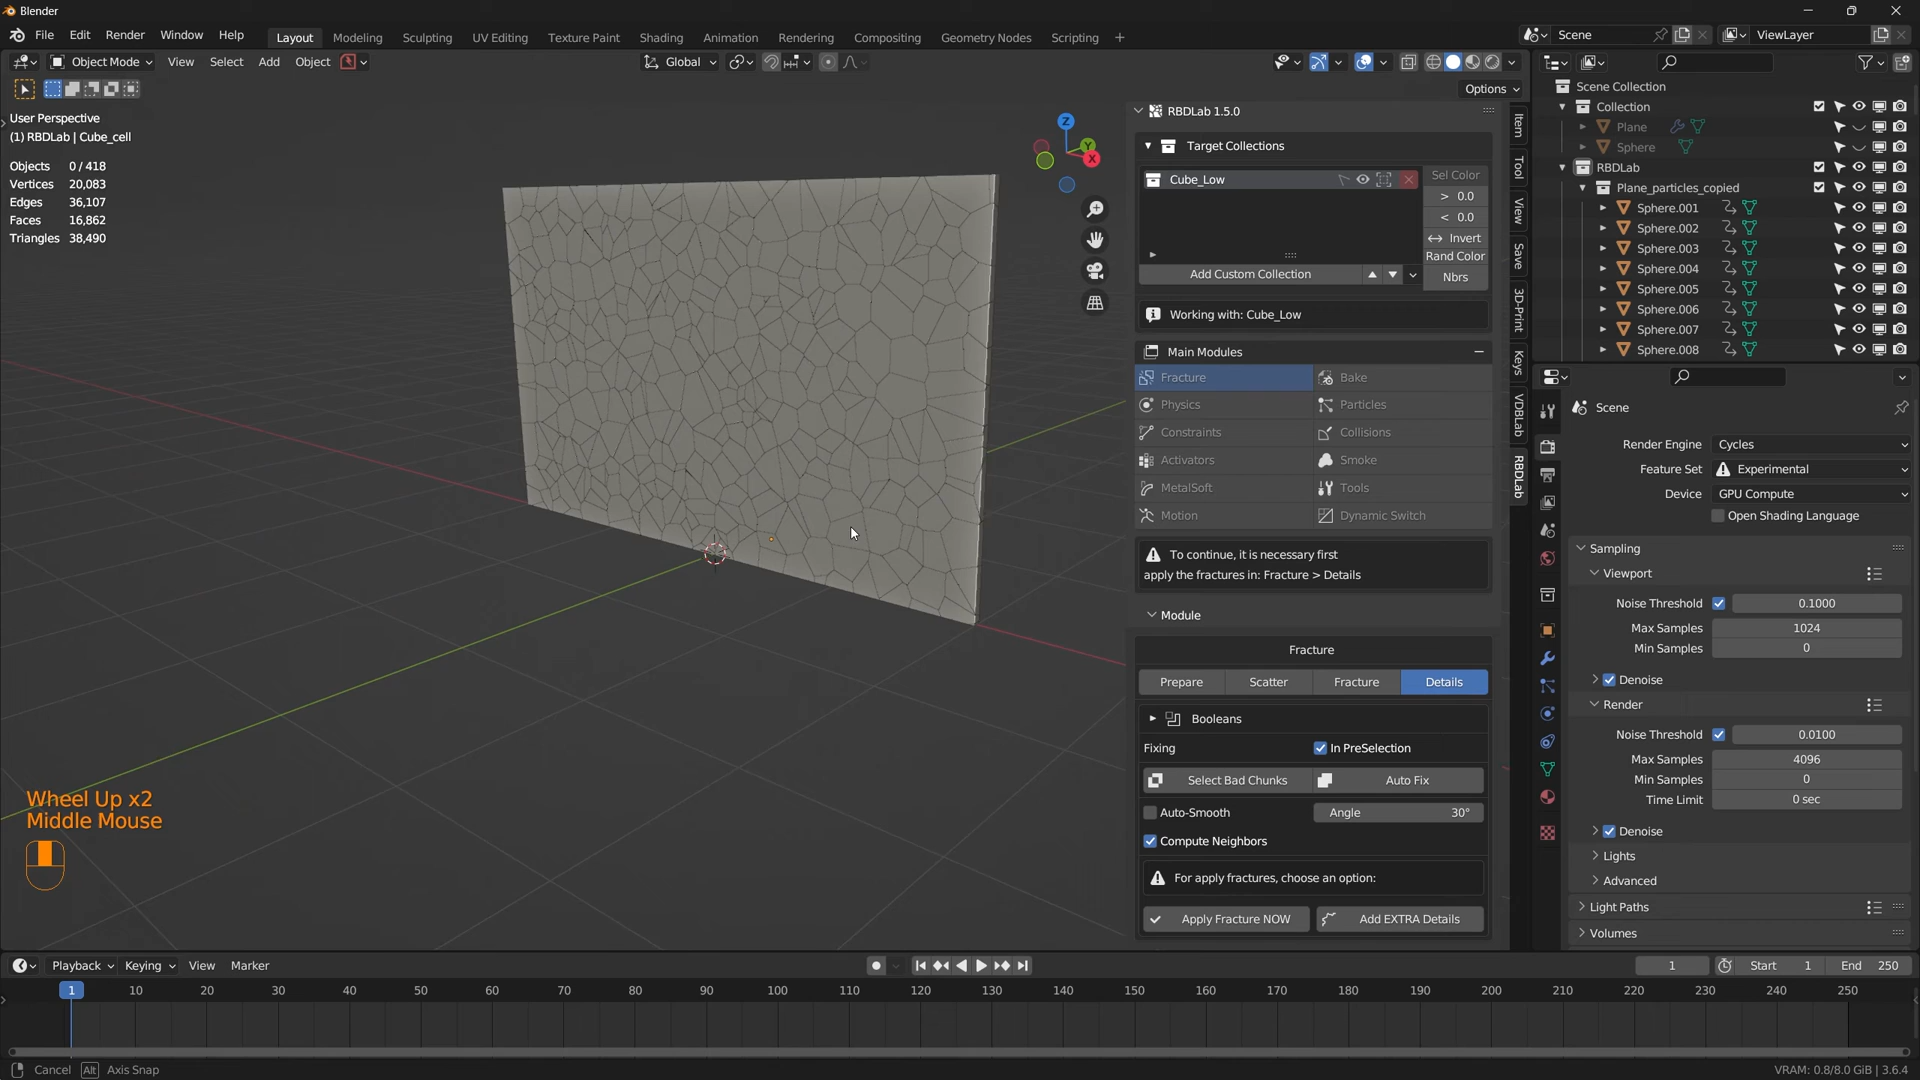 Blender
File Edit Render Window Help Layout Modeling Sculpting UV Editing Texture Paint Shading Animation Rendering Compositing Geometry Nodes Scripting + Scene ViewLayer
Object Mode View Select Add Object Global
Options
User Perspective
(1) RBDLab | Cube_cell
Objects 0 / 418
Vertices 20,083
Edges 36,107
Faces 16,862
Triangles 38,490
Z
Y
X
RBDLab 1.5.0
Target Collections
Cube_Low
Sel Color
> 0.0
< 0.0
Invert
Rand Color
Nbrs
Add Custom Collection
Working with: Cube_Low
Main Modules
Fracture Bake
Physics Particles
Constraints Collisions
Activators Smoke
MetalSoft Tools
Motion Dynamic Switch
To continue, it is necessary first
apply the fractures in: Fracture > Details
Module
Fracture
Prepare Scatter Fracture Details
Booleans
Fixing In PreSelection
Select Bad Chunks Auto Fix
Auto-Smooth Angle 30°
Compute Neighbors
For apply fractures, choose an option:
Apply Fracture NOW Add EXTRA Details
Item
Tool
View
Save
3D-Print
Keys
VDBLab
RBDLab
Scene Collection
Collection
Plane
Sphere
RBDLab
Plane_particles_copied
Sphere.001
Sphere.002
Sphere.003
Sphere.004
Sphere.005
Sphere.006
Sphere.007
Sphere.008
Scene
Render Engine Cycles
Feature Set Experimental
Device GPU Compute
Open Shading Language
Sampling
Viewport
Noise Threshold 0.1000
Max Samples 1024
Min Samples 0
Denoise
Render
Noise Threshold 0.0100
Max Samples 4096
Min Samples 0
Time Limit 0 sec
Denoise
Lights
Advanced
Light Paths
Volumes
Wheel Up x2
Middle Mouse
Playback Keying View Marker 1 Start 1 End 250
1 10 20 30 40 50 60 70 80 90 100 110 120 130 140 150 160 170 180 190 200 210 220 230 240 250
Cancel Alt Axis Snap VRAM: 0.8/8.0 GiB | 3.6.4